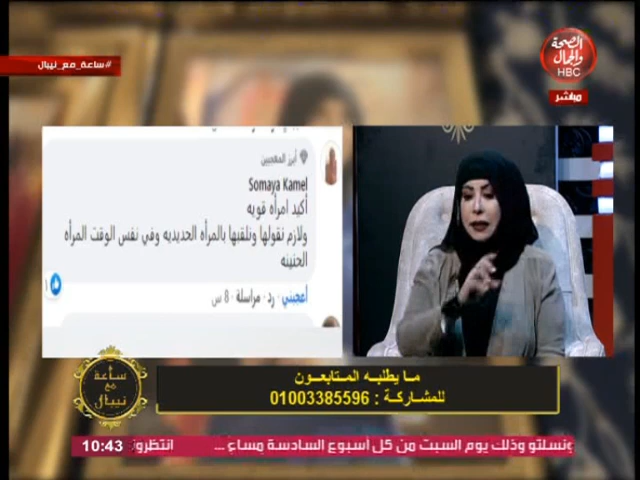 #ساعة_مع_نيبال
الصحة
والجمال
HBC
مباشر
أبرز المعجبين
Somaya Kamel
أكيد امرأه قويه
ولازم نقولها ونلقبها بالمرأه الحديديه وفي نفس الوقت المرأه
الحنينه
أعجبني · رد · مراسلة · 8 س
1
ساعة
مع
نيبال
ما يطلبه المتابعون
للمشاركة : 01003385596
10:43
ونسلتو وذلك يوم السبت من كل أسبوع السادسة مساءً ... انتظرو